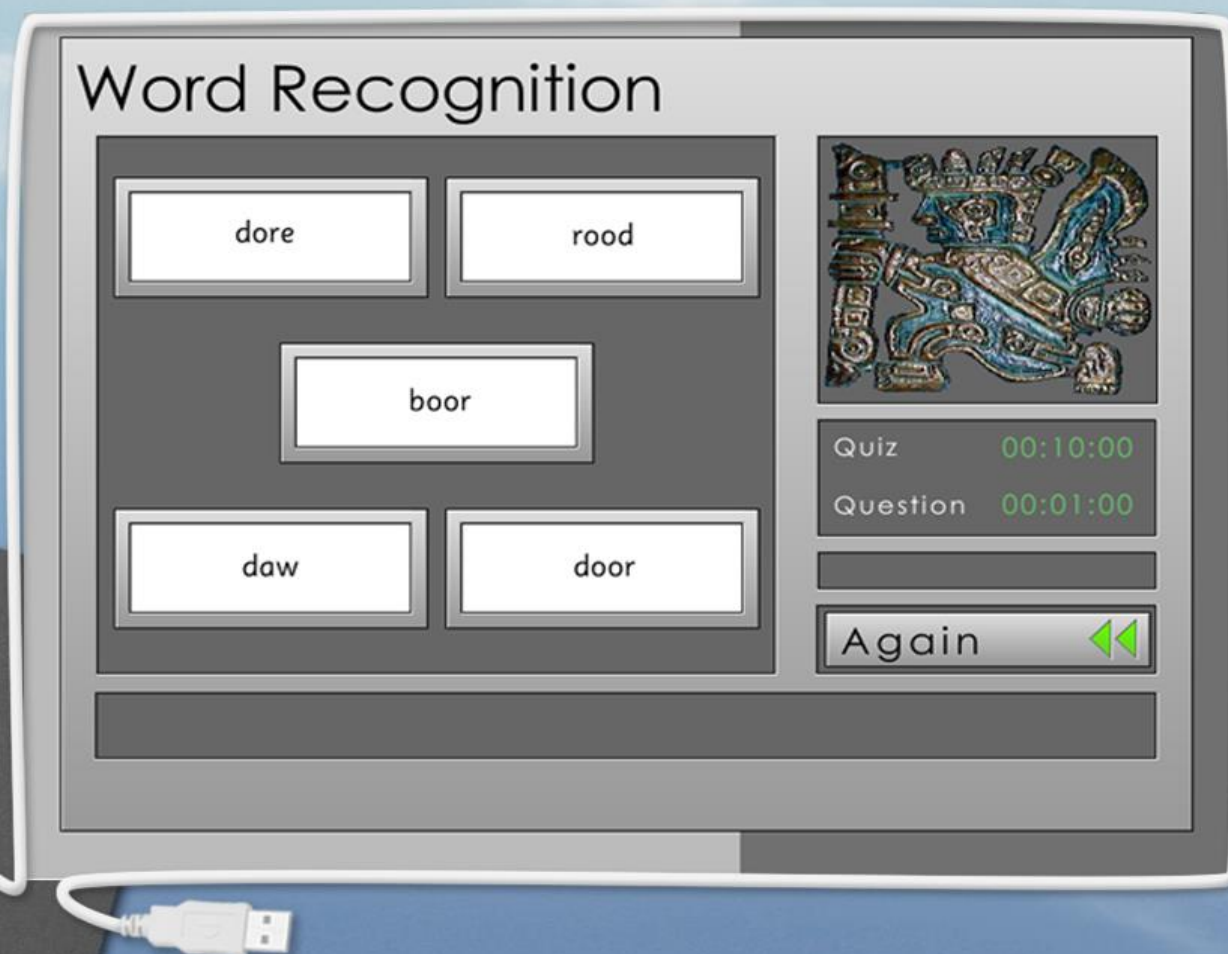 Word Recognition
dore
rood
boor
daw
door
Quiz 00:10:00
Question 00:01:00
Again